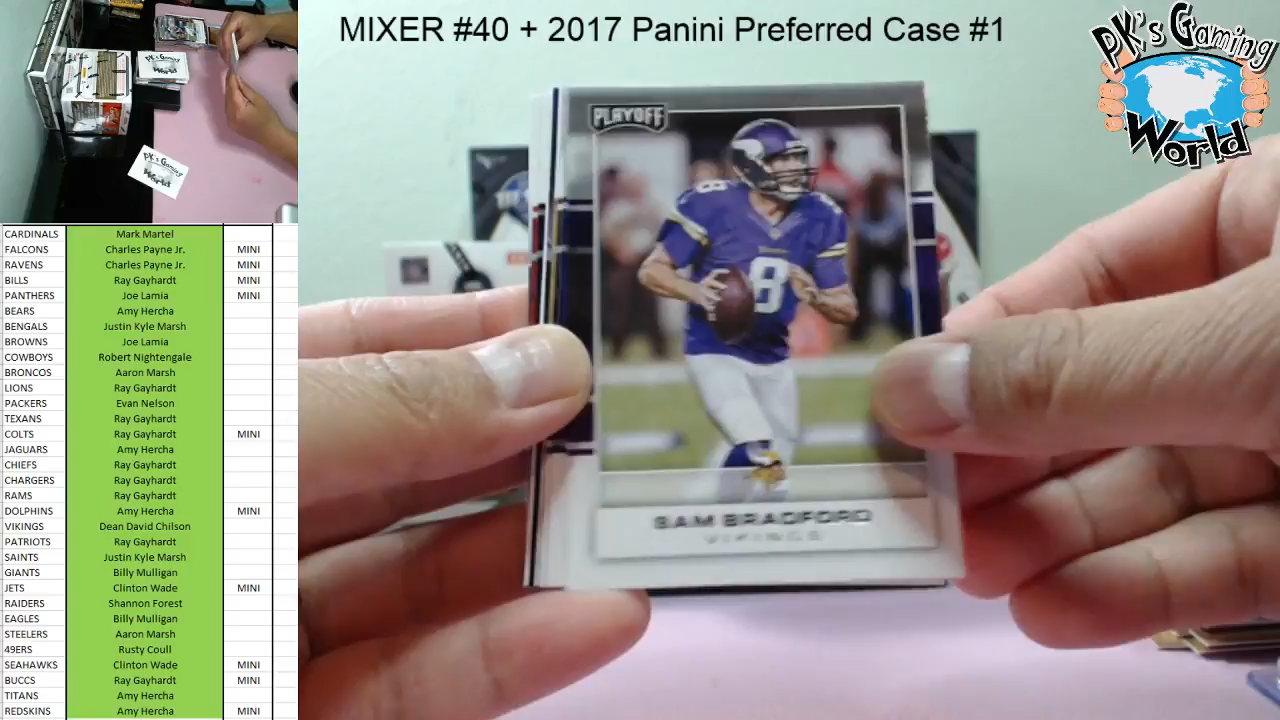 MIXER #40 + 2017 Panini Preferred Case #1
PK's Gaming
World
PK's Gaming
PK's Gaming
PLAYOFF
8
8
SAM BRADFORD
VIKINGS
CARDINALS Mark Martel
FALCONS Charles Payne Jr. MINI
RAVENS Charles Payne Jr. MINI
BILLS Ray Gayhardt MINI
PANTHERS Joe Lamia MINI
BEARS Amy Hercha
BENGALS Justin Kyle Marsh
BROWNS Joe Lamia
COWBOYS Robert Nightengale
BRONCOS Aaron Marsh
LIONS Ray Gayhardt
PACKERS Evan Nelson
TEXANS Ray Gayhardt
COLTS Ray Gayhardt MINI
JAGUARS Amy Hercha
CHIEFS Ray Gayhardt
CHARGERS Ray Gayhardt
RAMS Ray Gayhardt
DOLPHINS Amy Hercha MINI
VIKINGS Dean David Chilson
PATRIOTS Ray Gayhardt
SAINTS Justin Kyle Marsh
GIANTS Billy Mulligan
JETS Clinton Wade MINI
RAIDERS Shannon Forest
EAGLES Billy Mulligan
STEELERS Aaron Marsh
49ERS Rusty Coull
SEAHAWKS Clinton Wade MINI
BUCCS Ray Gayhardt MINI
TITANS Amy Hercha
REDSKINS Amy Hercha MINI